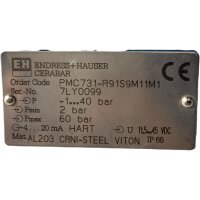 EH ENDRESS+HAUSER
CERABAR
Order Code PMC731-R91S9M11M1
Ser.-No. 7LY0099
P -1...40 bar
Pmin 2 bar
Pmax 60 bar
4...20 mA HART U 11.5...45 VDC
Mat. AL203 CRNI-STEEL VITON IP 65
CE